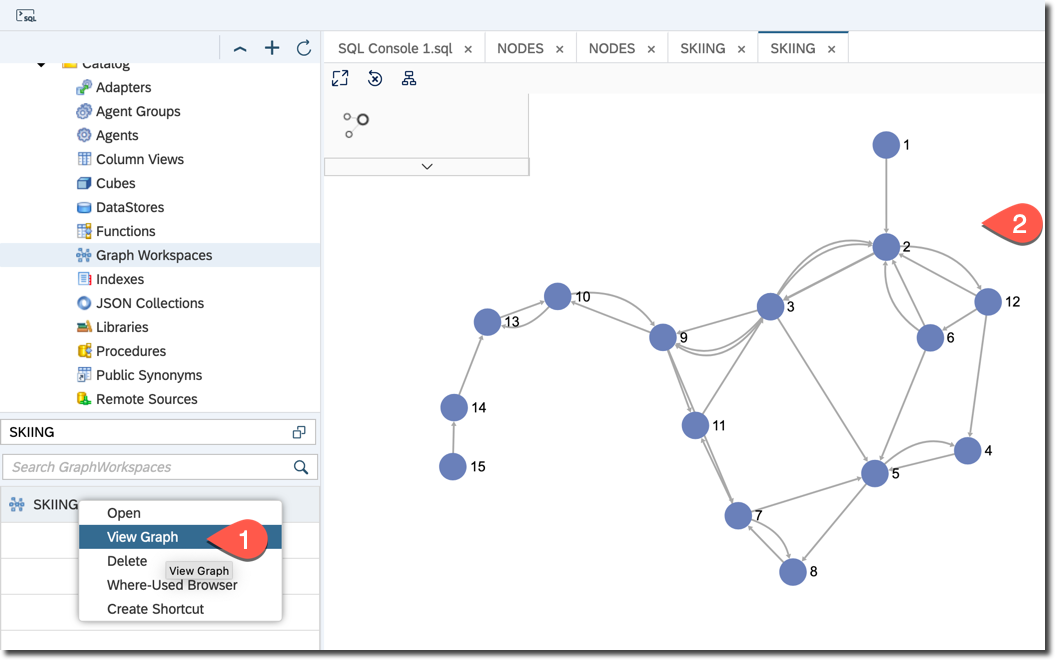 SQL
SQL Console 1.sql × NODES × NODES × SKIING × SKIING ×
Catalog
Adapters
Agent Groups
Agents
Column Views
Cubes
DataStores
Functions
Graph Workspaces
Indexes
JSON Collections
Libraries
Procedures
Public Synonyms
Remote Sources
SKIING
Search GraphWorkspaces
SKIING
Open
View Graph
1
Delete
View Graph
Where-Used Browser
Create Shortcut
1
2
2
12
10
3
13
9
6
14
11
4
15
5
7
8